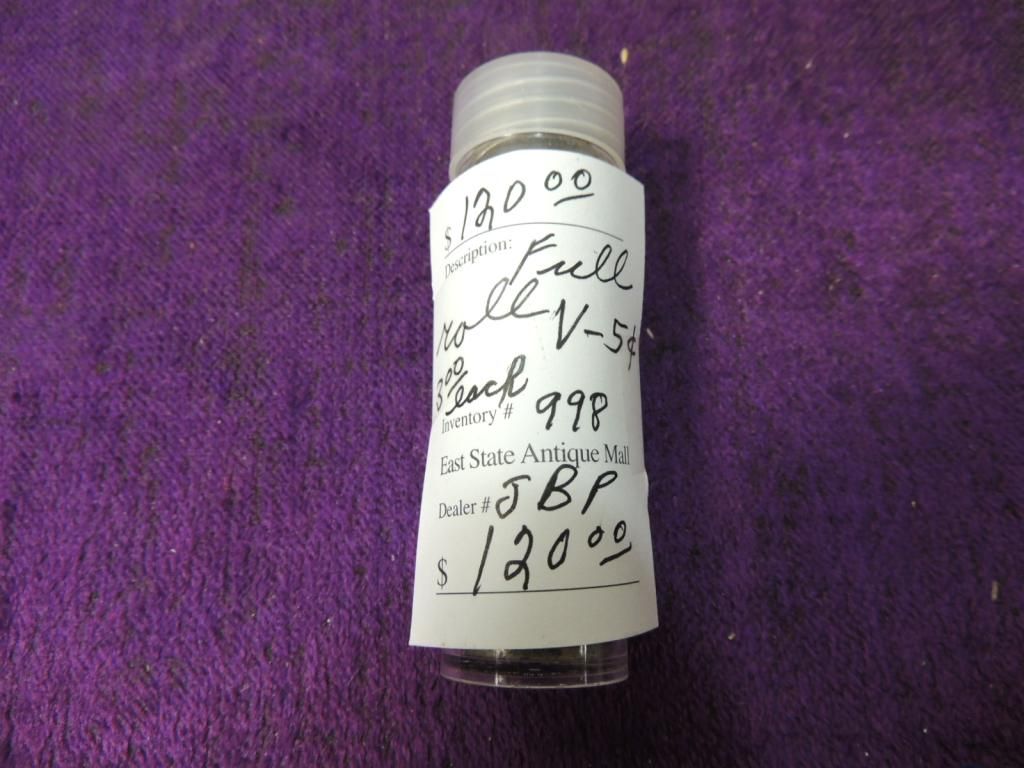 $ 120 00
Description: Full
roll V-5¢
3 00 each
Inventory # 998
East State Antique Mall
Dealer # JBP
$ 120 00